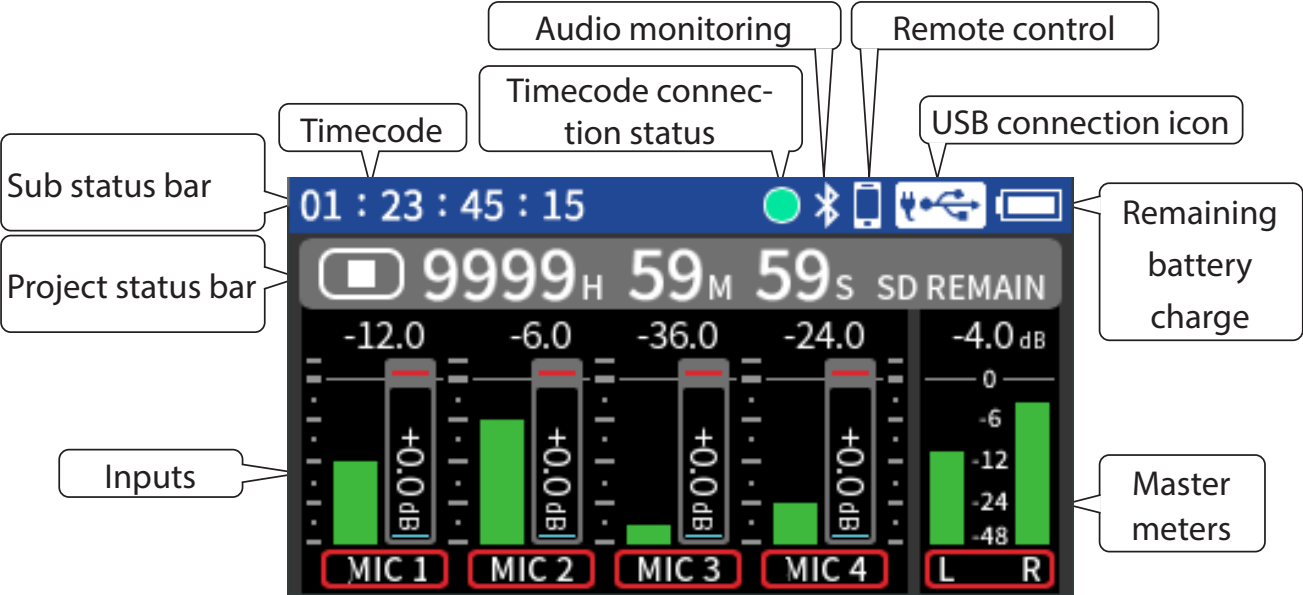 Audio monitoring
Remote control
Timecode connec-
tion status
Timecode
USB connection icon
Sub status bar
01 : 23 : 45 : 15
Remaining
battery
charge
Project status bar
9999H 59M 59S SD REMAIN
-12.0 -6.0 -36.0 -24.0 -4.0 dB
0
-6
-12
-24
-48
+0.0dB +0.0dB +0.0dB +0.0dB
Inputs
Master
meters
MIC 1 MIC 2 MIC 3 MIC 4 L R